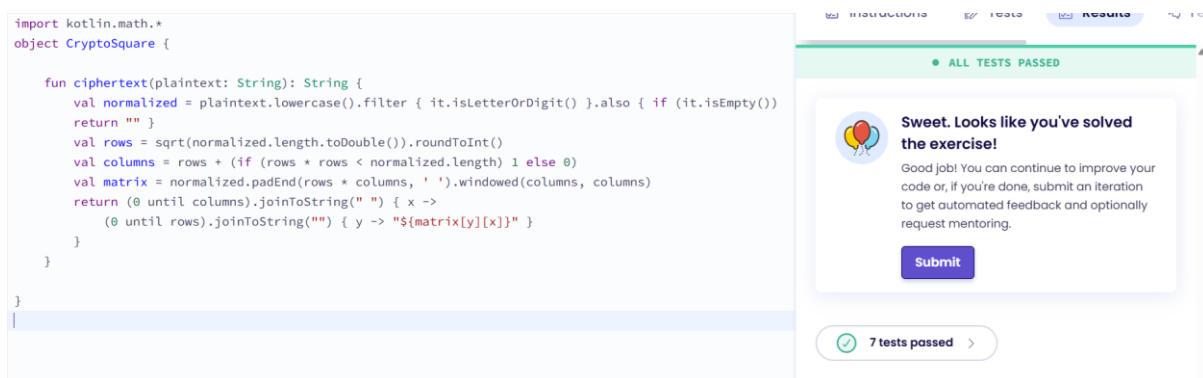 import kotlin.math.*
object CryptoSquare {
    fun ciphertext(plaintext: String): String {
        val normalized = plaintext.lowercase().filter { it.isLetterOrDigit() }.also { if (it.isEmpty())
        return "" }
        val rows = sqrt(normalized.length.toDouble()).roundToInt()
        val columns = rows + (if (rows * rows < normalized.length) 1 else 0)
        val matrix = normalized.padEnd(rows * columns, ' ').windowed(columns, columns)
        return (0 until columns).joinToString(" ") { x ->
            (0 until rows).joinToString("") { y -> "${matrix[y][x]}" }
        }
    }
}
Instructions Tests Results
ALL TESTS PASSED
Sweet. Looks like you've solved
the exercise!
Good job! You can continue to improve your
code or, if you're done, submit an iteration
to get automated feedback and optionally
request mentoring.
Submit
7 tests passed